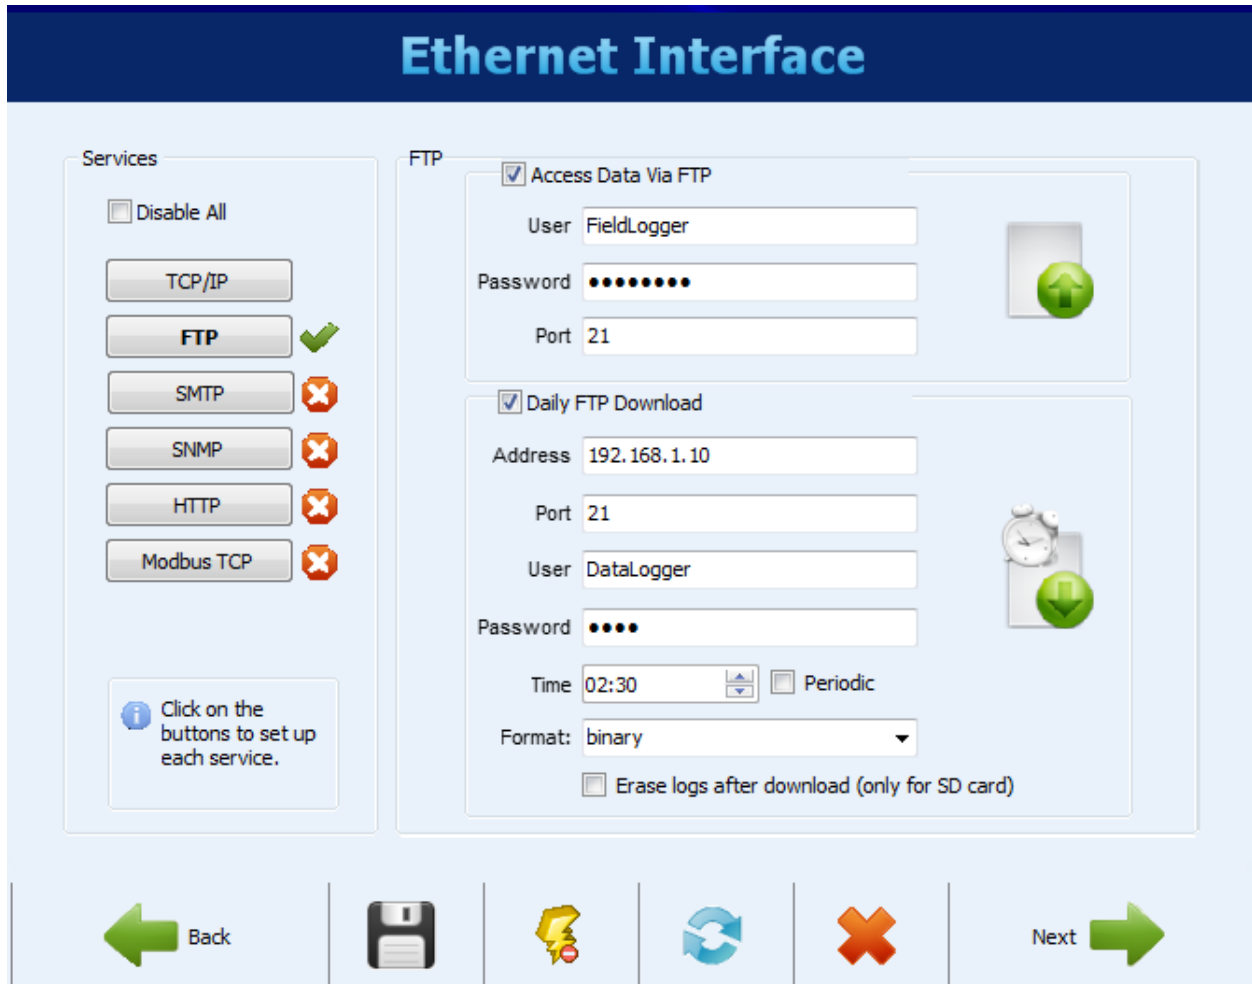 Ethernet Interface
Services
Disable All
TCP/IP
FTP
SMTP
SNMP
HTTP
Modbus TCP
Click on the
buttons to set up
each service.
FTP
Access Data Via FTP
User FieldLogger
Password ••••••••
Port 21
Daily FTP Download
Address 192.168.1.10
Port 21
User DataLogger
Password ••••
Time 02:30 Periodic
Format: binary
Erase logs after download (only for SD card)
Back
Next